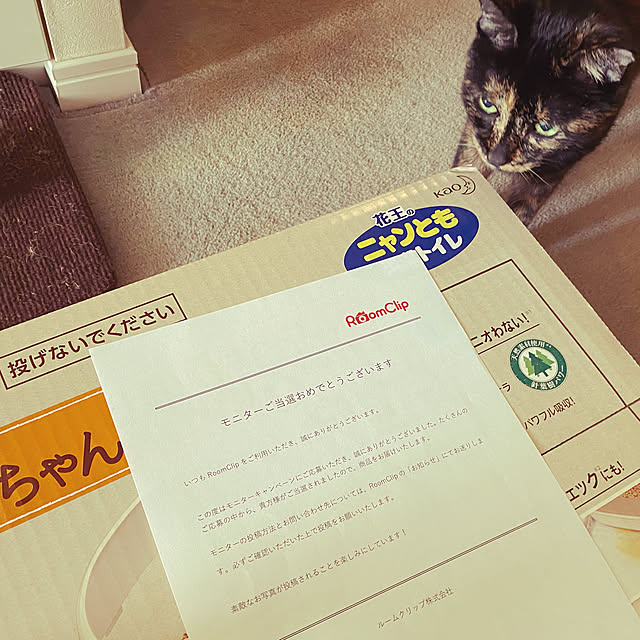 kao
花王の
ニャンとも
トイレ
投げないでください
ちゃん
ニオわない!
天然素材使用
針葉樹パワー
パワフル吸収!
ェックにも!
RoomClip
モニターご当選おめでとうございます
いつも RoomClip をご利用いただき、誠にありがとうございます。
この度はモニターキャンペーンにご応募いただき、誠にありがとうございました。たくさんの
ご応募の中から、貴方様がご当選されましたので、商品をお届けいたします。
モニターの投稿方法とお問い合わせ先については、RoomClip の「お知らせ」にてお送りしま
す。必ずご確認いただいた上で投稿をお願いいたします。
素敵なお写真が投稿されることを楽しみにしています！
ルームクリップ株式会社